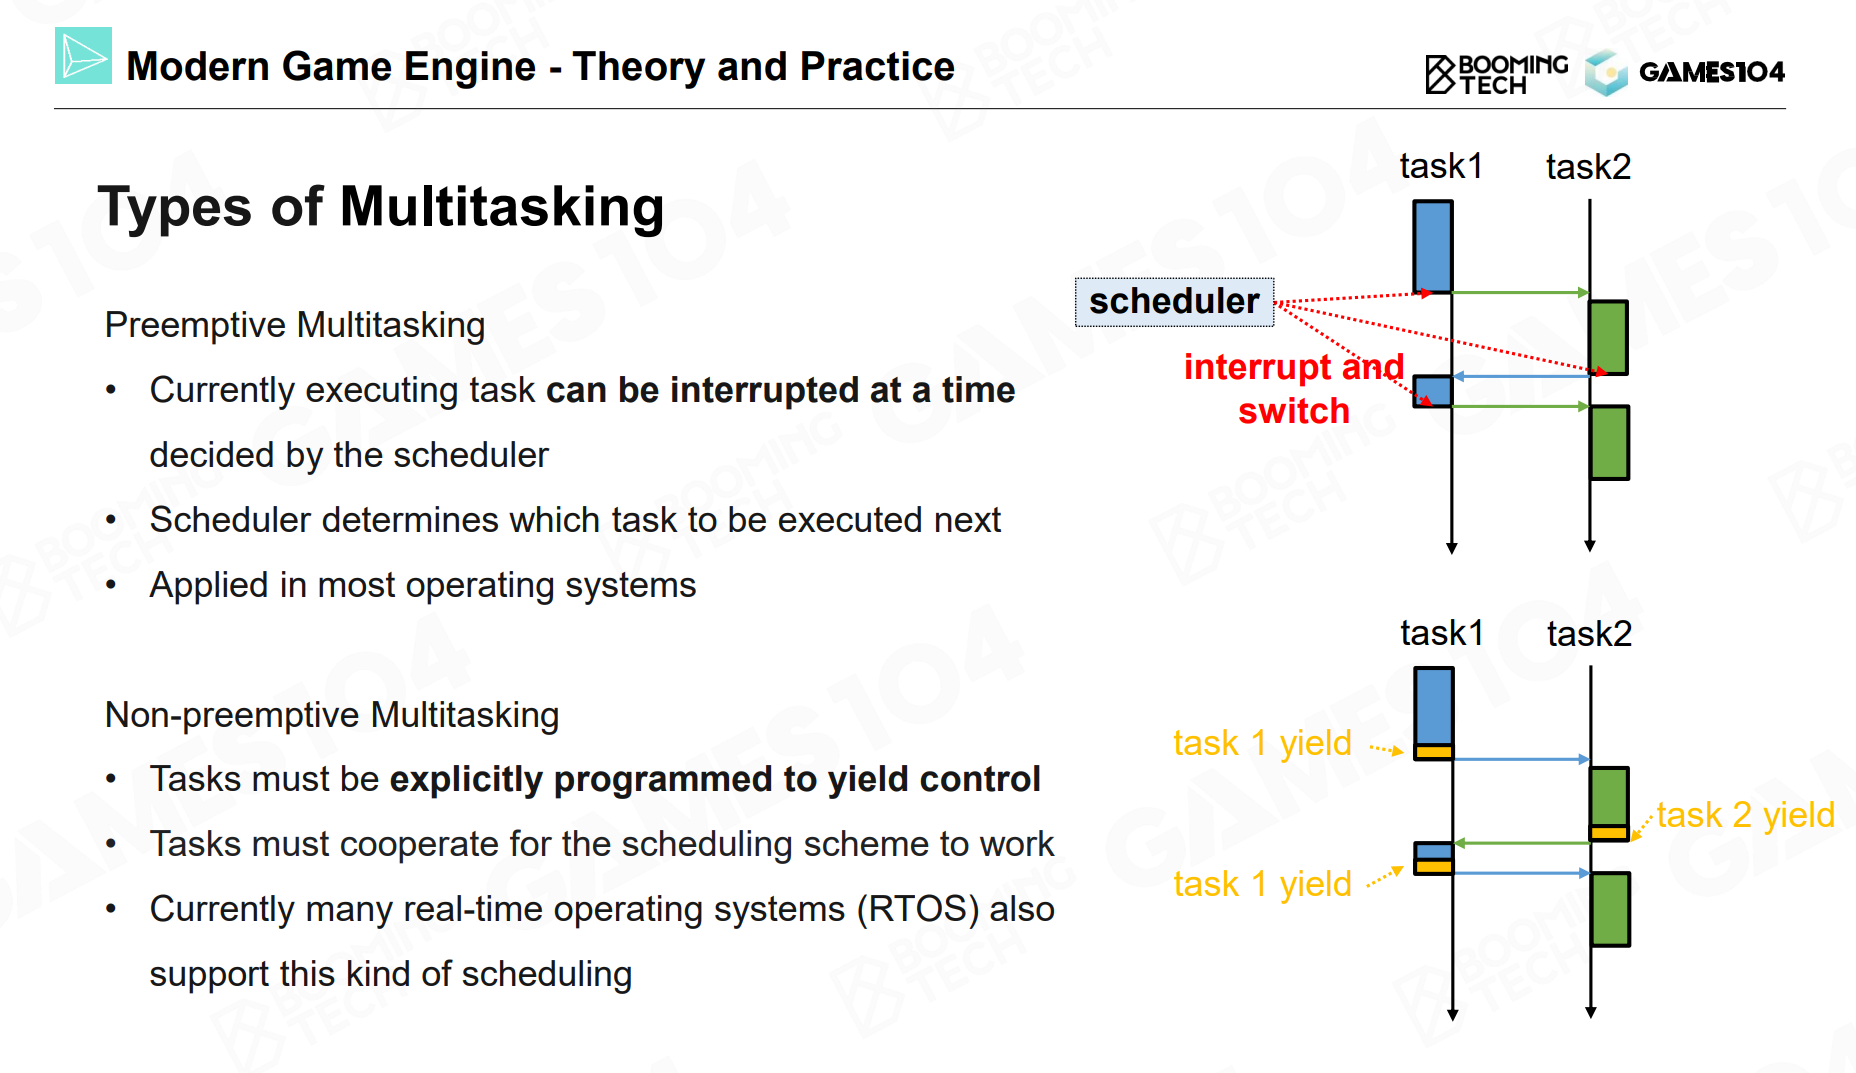 Modern Game Engine - Theory and Practice
BOOMING
TECH
GAMES104
Types of Multitasking
Preemptive Multitasking
• Currently executing task can be interrupted at a time
decided by the scheduler
• Scheduler determines which task to be executed next
• Applied in most operating systems
Non-preemptive Multitasking
• Tasks must be explicitly programmed to yield control
• Tasks must cooperate for the scheduling scheme to work
• Currently many real-time operating systems (RTOS) also
support this kind of scheduling
task1
task2
scheduler
interrupt and
switch
task1
task2
task 1 yield
task 2 yield
task 1 yield